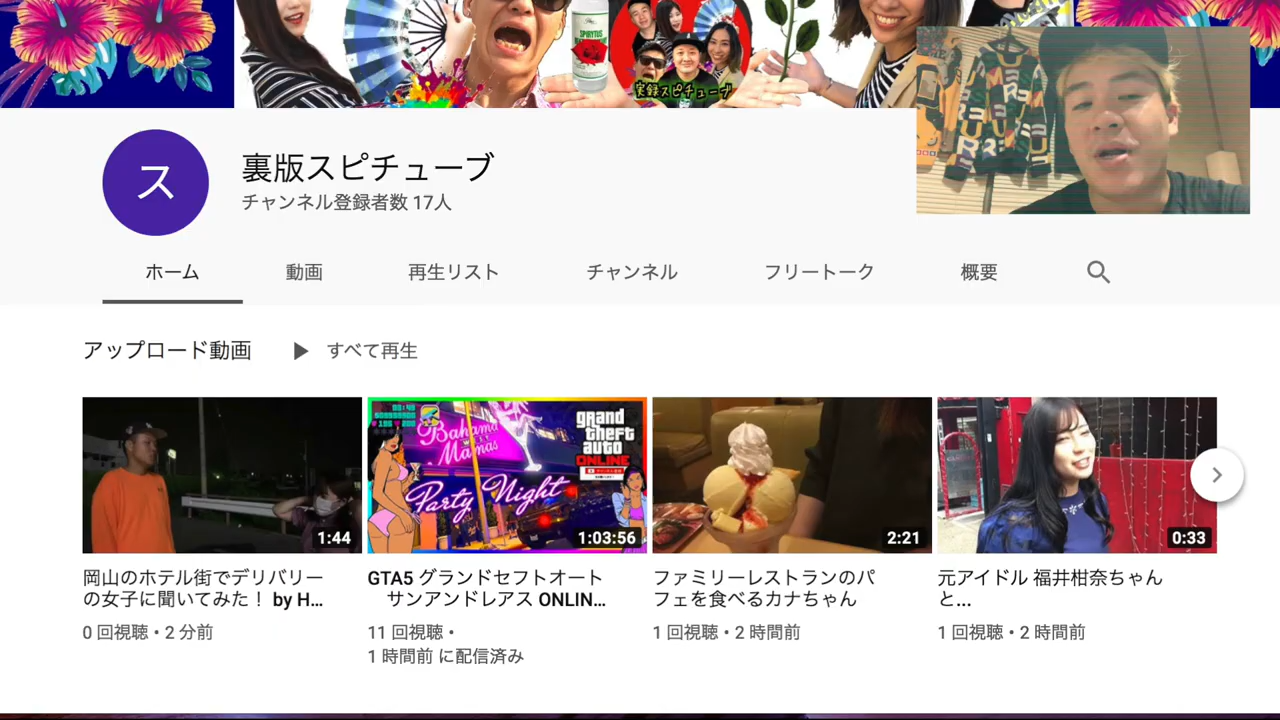 SPIRYTUS
実録スピチューブ
ス
裏版スピチューブ
チャンネル登録者数 17人
ホーム
動画
再生リスト
チャンネル
フリートーク
概要
アップロード動画
すべて再生
1:44
Bahama Mamas
Party Night
grand
theft
auto
ONLINE
1:03:56
2:21
0:33
岡山のホテル街でデリバリー
の女子に聞いてみた！ by H...
0 回視聴・2 分前
GTA5 グランドセフトオート
サンアンドレアス ONLIN...
11 回視聴・
1 時間前 に配信済み
ファミリーレストランのパ
フェを食べるカナちゃん
1 回視聴・2 時間前
元アイドル 福井柑奈ちゃん
と...
1 回視聴・2 時間前